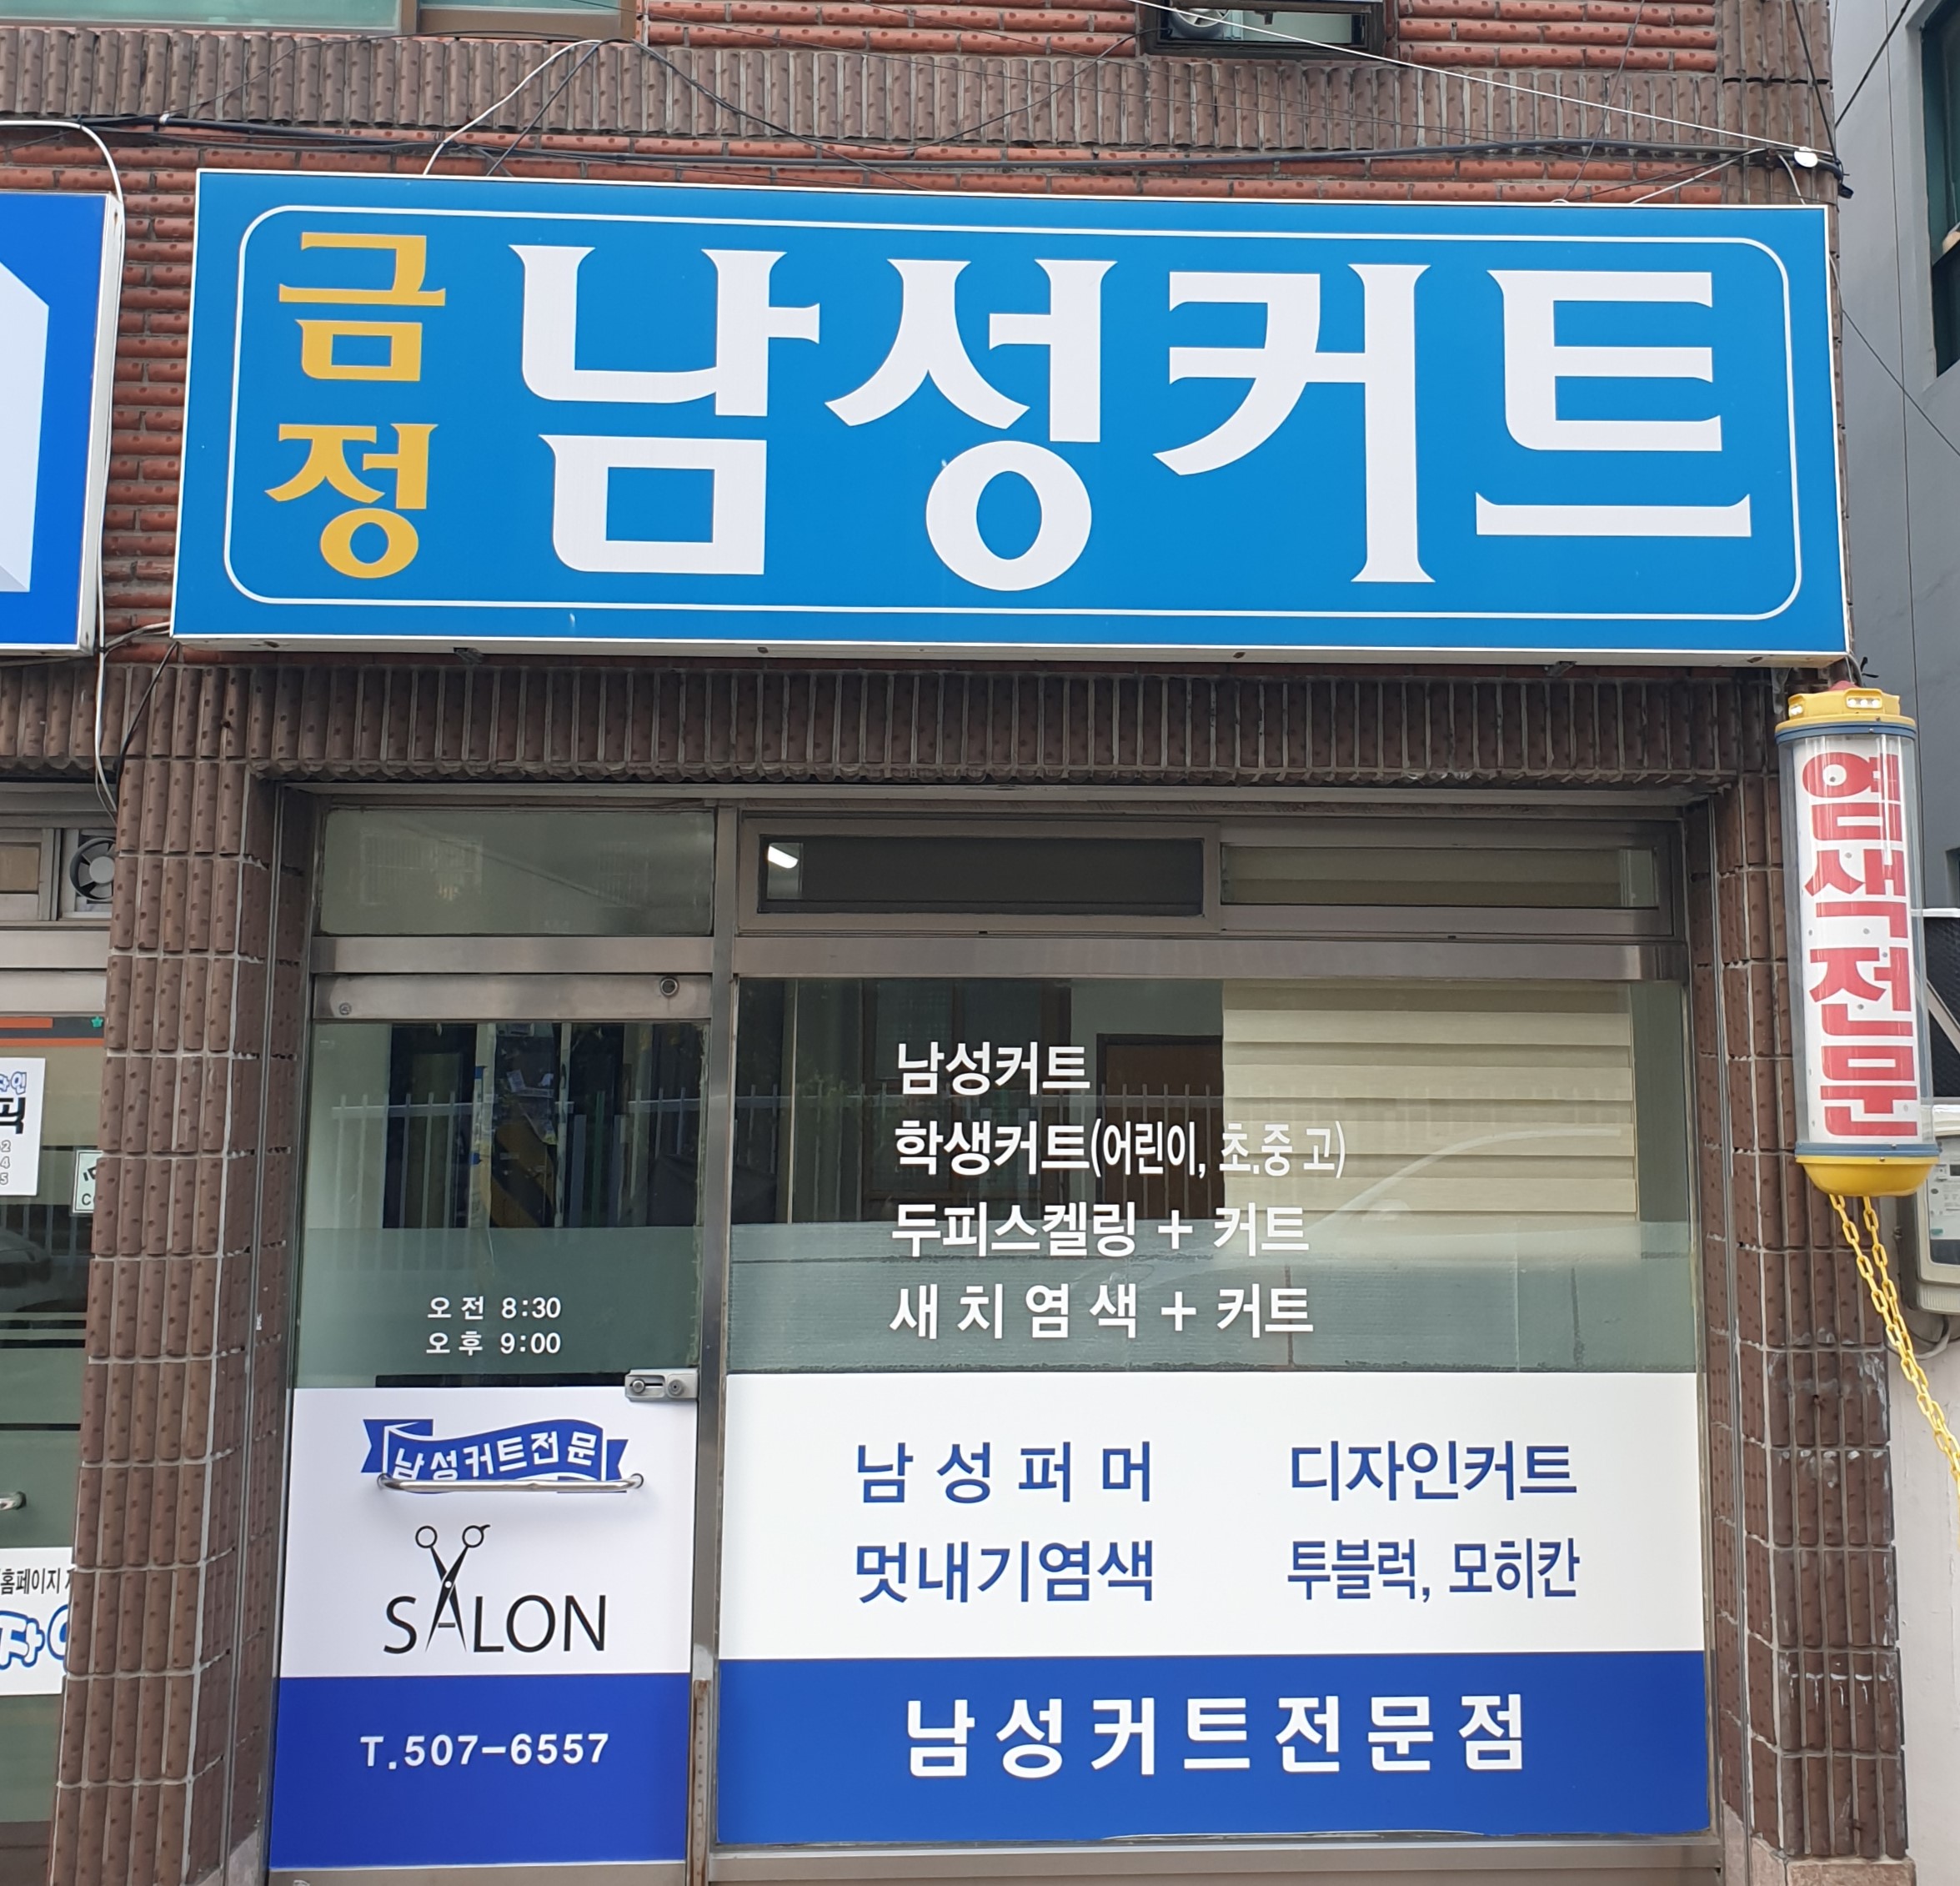 금정
남성커트
염색전문
남성커트
학생커트(어린이, 초.중 고)
두피스켈링 + 커트
새치염색 + 커트
오전 8:30
오후 9:00
남성커트전문
SALON
T.507-6557
남성퍼머 디자인커트
멋내기염색 투블럭, 모히칸
남성커트전문점
홈페이지